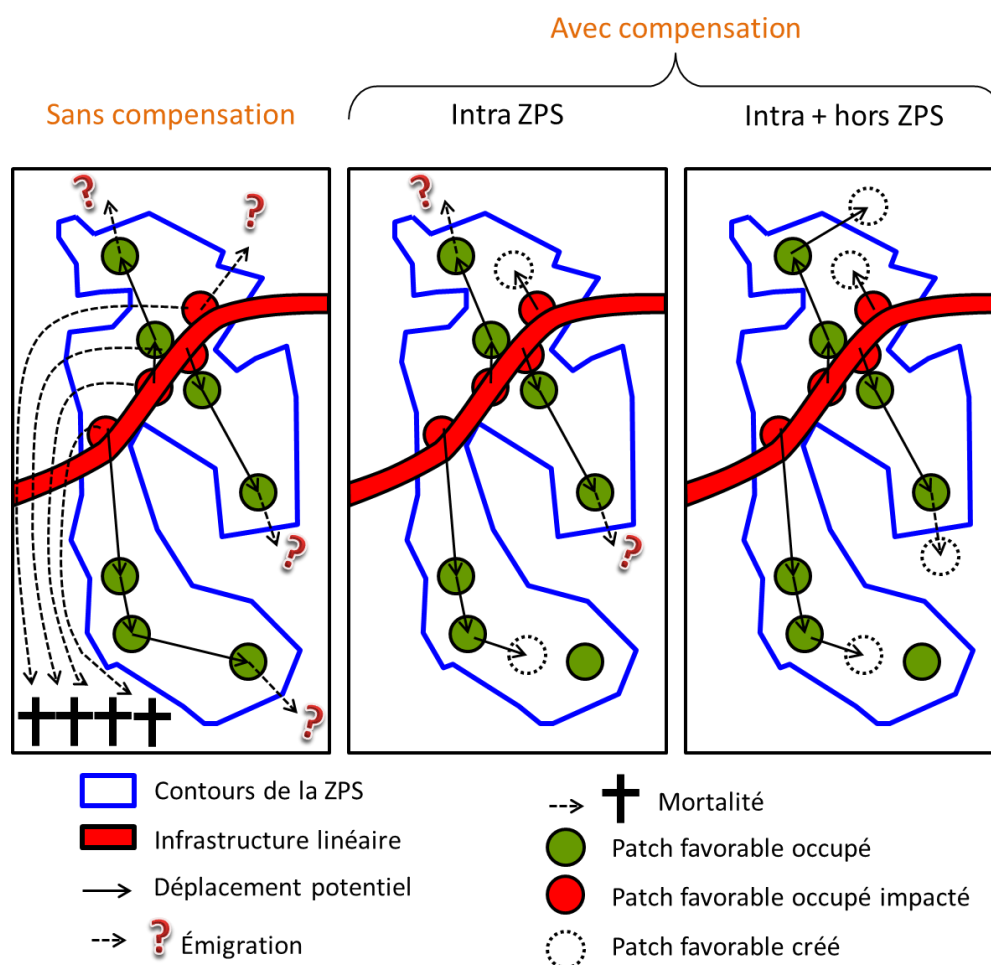 Avec compensation
Sans compensation
Intra ZPS
Intra + hors ZPS
?
?
?
?
?
?
Contours de la ZPS
Infrastructure linéaire
Déplacement potentiel
? Émigration
Mortalité
Patch favorable occupé
Patch favorable occupé impacté
Patch favorable créé